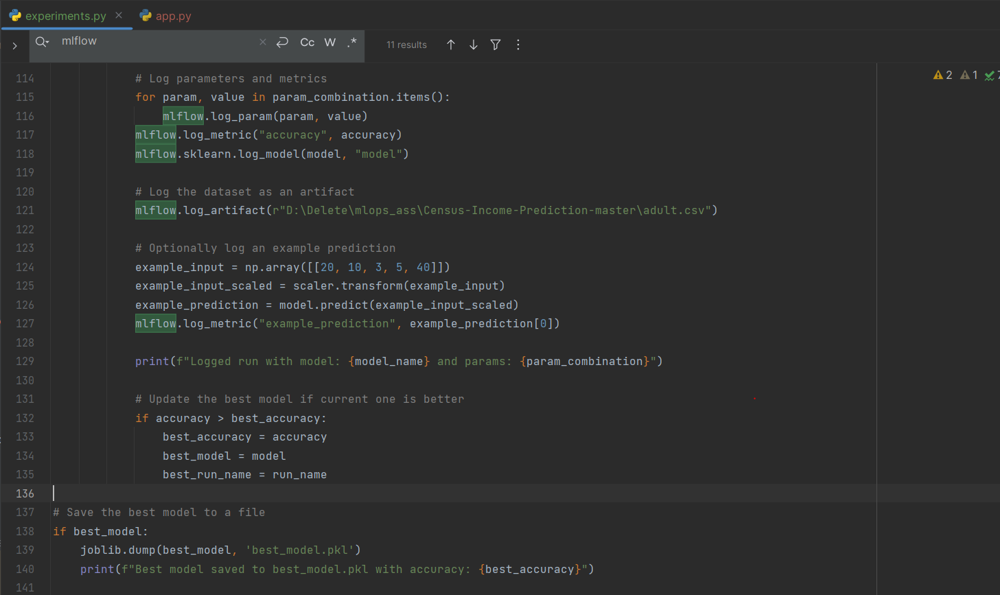 experiments.py
app.py
mlflow
Cc W .*
11 results
2 1 7
114 # Log parameters and metrics
115 for param, value in param_combination.items():
116 mlflow.log_param(param, value)
117 mlflow.log_metric("accuracy", accuracy)
118 mlflow.sklearn.log_model(model, "model")
119
120 # Log the dataset as an artifact
121 mlflow.log_artifact(r"D:\Delete\mlops_ass\Census-Income-Prediction-master\adult.csv")
122
123 # Optionally log an example prediction
124 example_input = np.array([[20, 10, 3, 5, 40]])
125 example_input_scaled = scaler.transform(example_input)
126 example_prediction = model.predict(example_input_scaled)
127 mlflow.log_metric("example_prediction", example_prediction[0])
128
129 print(f"Logged run with model: {model_name} and params: {param_combination}")
130
131 # Update the best model if current one is better
132 if accuracy > best_accuracy:
133 best_accuracy = accuracy
134 best_model = model
135 best_run_name = run_name
136
137 # Save the best model to a file
138 if best_model:
139 joblib.dump(best_model, 'best_model.pkl')
140 print(f"Best model saved to best_model.pkl with accuracy: {best_accuracy}")
141